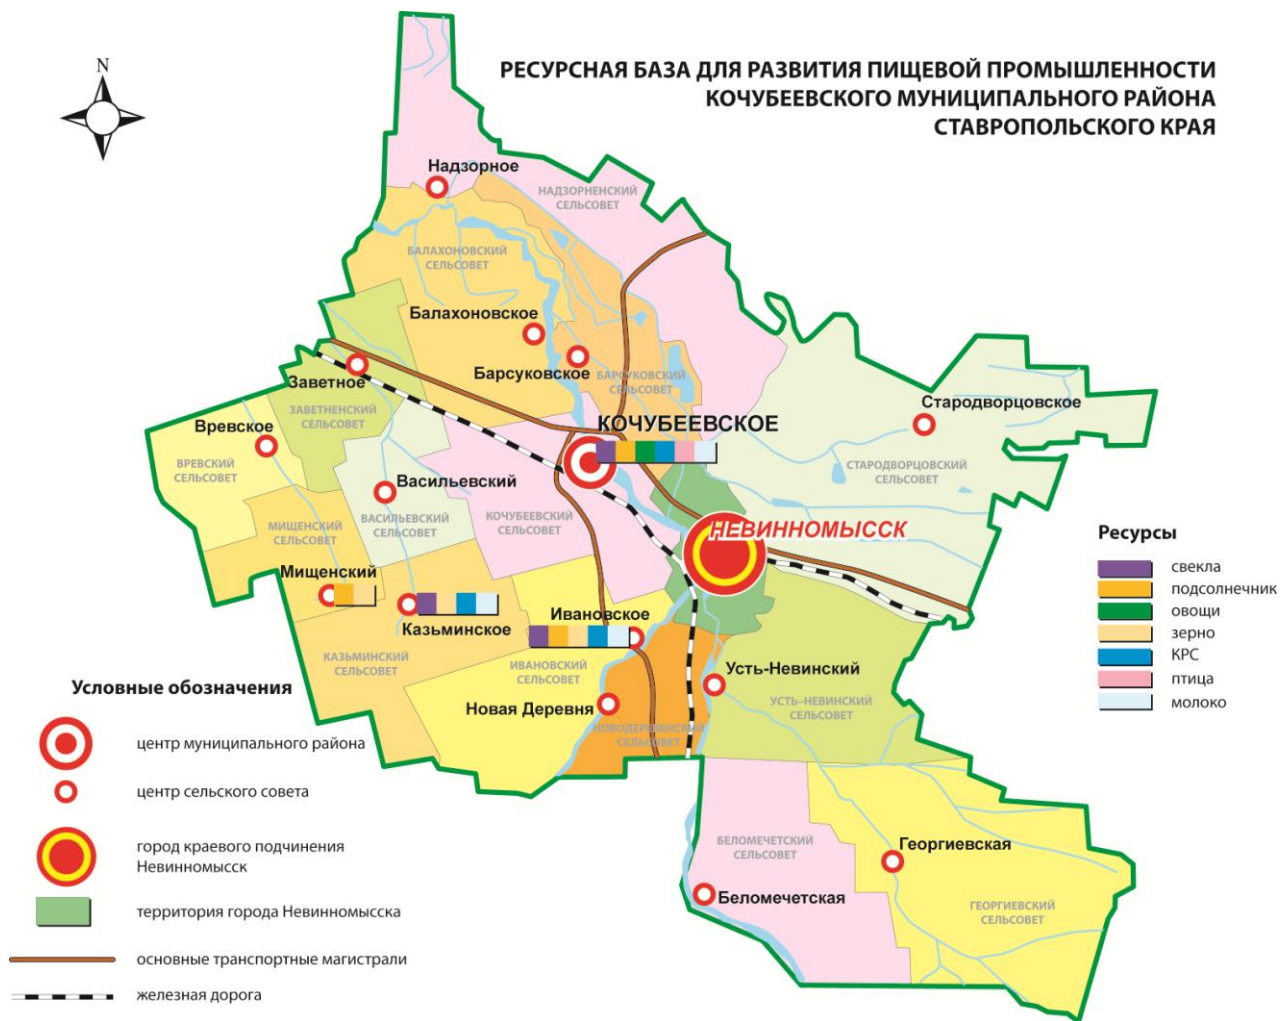 N
РЕСУРСНАЯ БАЗА ДЛЯ РАЗВИТИЯ ПИЩЕВОЙ ПРОМЫШЛЕННОСТИ
КОЧУБЕЕВСКОГО МУНИЦИПАЛЬНОГО РАЙОНА
СТАВРОПОЛЬСКОГО КРАЯ
Надзорное
НАДЗОРНЕНСКИЙ
СЕЛЬСОВЕТ
БАЛАХОНОВСКИЙ
СЕЛЬСОВЕТ
Балахоновское
Барсуковское
БАРСУКОВСКИЙ
СЕЛЬСОВЕТ
Заветное
ЗАВЕТНЕНСКИЙ
СЕЛЬСОВЕТ
Стародворцовское
СТАРОДВОРЦОВСКИЙ
СЕЛЬСОВЕТ
КОЧУБЕЕВСКОЕ
Вревское
ВРЕВСКИЙ
СЕЛЬСОВЕТ
Васильевский
ВАСИЛЬЕВСКИЙ
СЕЛЬСОВЕТ
КОЧУБЕЕВСКИЙ
СЕЛЬСОВЕТ
МИЩЕНСКИЙ
СЕЛЬСОВЕТ
НЕВИННОМЫССК
Мищенский
Казьминское
КАЗЬМИНСКИЙ
СЕЛЬСОВЕТ
Ивановское
ИВАНОВСКИЙ
СЕЛЬСОВЕТ
Новая Деревня
НОВОДЕРЕВЕНСКИЙ
СЕЛЬСОВЕТ
Усть-Невинский
УСТЬ-НЕВИНСКИЙ
СЕЛЬСОВЕТ
БЕЛОМЕЧЕТСКИЙ
СЕЛЬСОВЕТ
Беломечетская
Георгиевская
ГЕОРГИЕВСКИЙ
СЕЛЬСОВЕТ
Ресурсы
свекла
подсолнечник
овощи
зерно
КРС
птица
молоко
Условные обозначения
центр муниципального района
центр сельского совета
город краевого подчинения
Невинномысск
территория города Невинномысска
основные транспортные магистрали
железная дорога